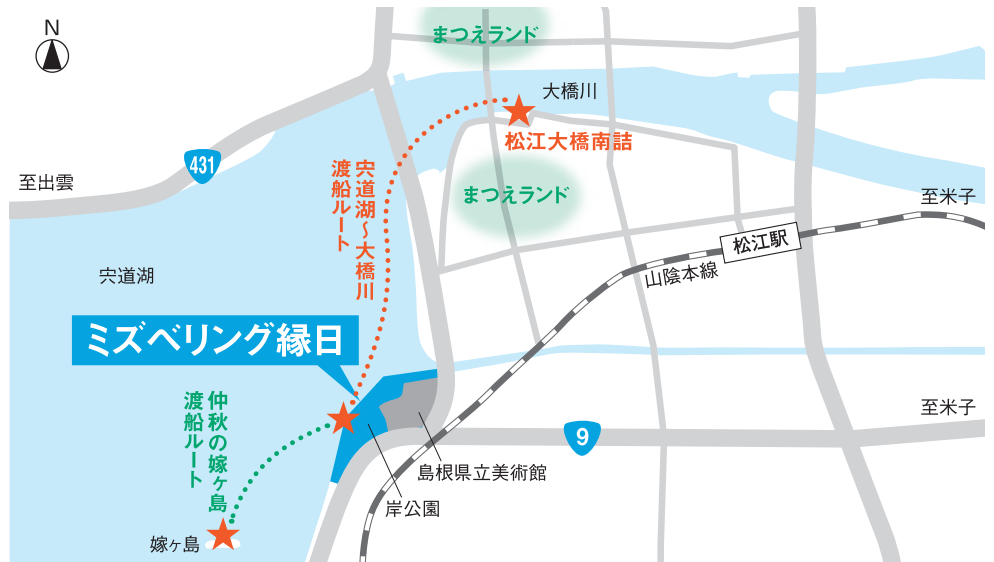 N
まつえランド
大橋川
松江大橋南詰
431
至出雲
宍道湖〜大橋川
渡船ルート
まつえランド
至米子
松江駅
山陰本線
宍道湖
ミズベリング縁日
仲秋の嫁ヶ島
渡船ルート
至米子
9
島根県立美術館
岸公園
嫁ヶ島